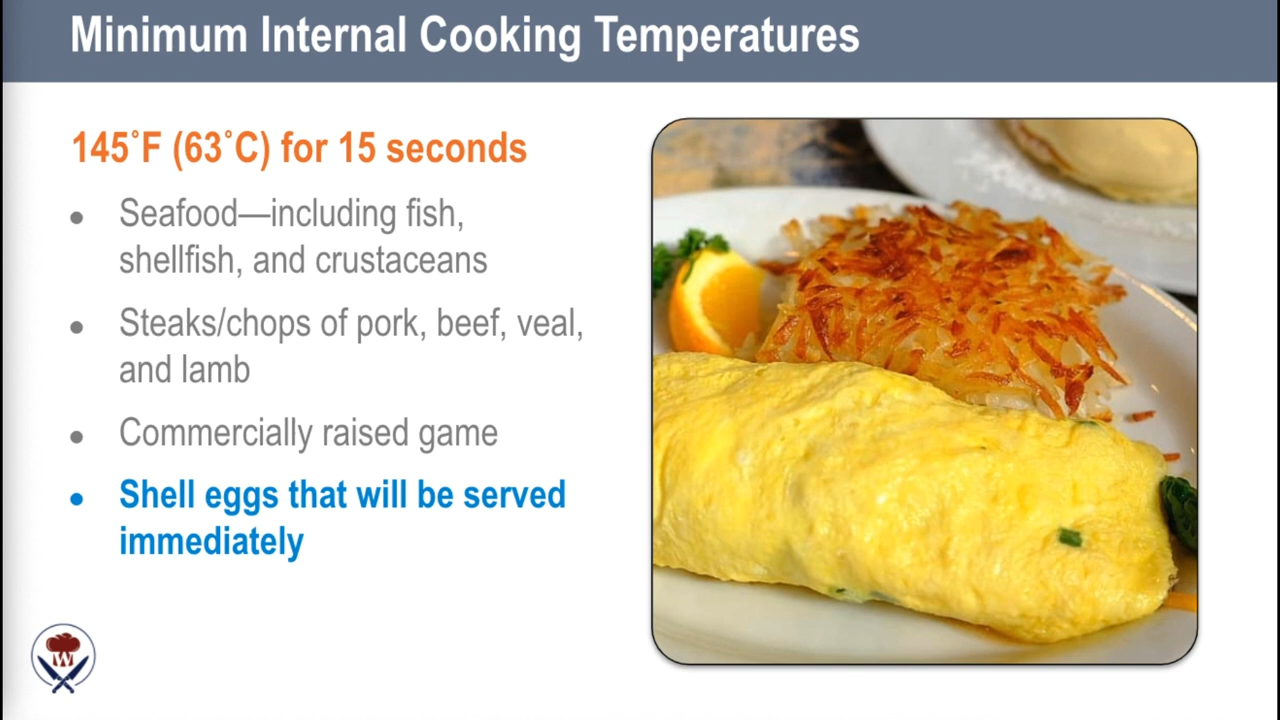 Minimum Internal Cooking Temperatures
145˚F (63˚C) for 15 seconds
• Seafood—including fish,
shellfish, and crustaceans
• Steaks/chops of pork, beef, veal,
and lamb
• Commercially raised game
• Shell eggs that will be served
immediately
W